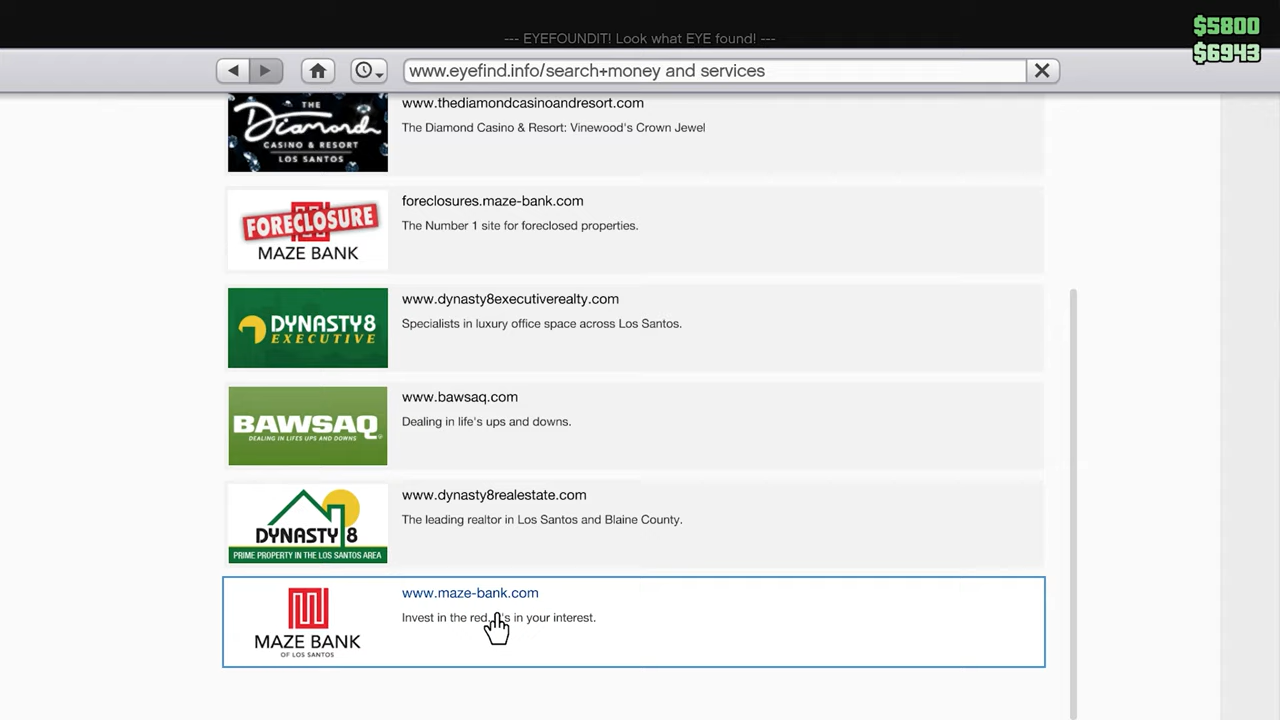 $5800
--- EYEFOUNDIT! Look what EYE found! ---
$6943
www.eyefind.info/search+money and services
THE
Diamond
CASINO & RESORT
LOS SANTOS
www.thediamondcasinoandresort.com
The Diamond Casino & Resort: Vinewood's Crown Jewel
FORECLOSURE
MAZE BANK
foreclosures.maze-bank.com
The Number 1 site for foreclosed properties.
DYNASTY 8
EXECUTIVE
www.dynasty8executiverealty.com
Specialists in luxury office space across Los Santos.
BAWSAQ
DEALING IN LIFES UPS AND DOWNS
www.bawsaq.com
Dealing in life's ups and downs.
DYNASTY 8
PRIME PROPERTY IN THE LOS SANTOS AREA
www.dynasty8realestate.com
The leading realtor in Los Santos and Blaine County.
MAZE BANK
OF LOS SANTOS
www.maze-bank.com
Invest in the red. in your interest.